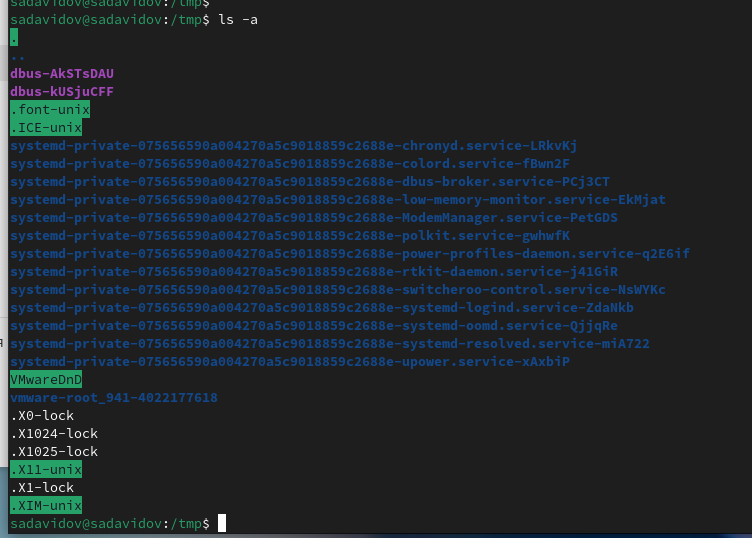 sadavidov@sadavidov:/tmp$
sadavidov@sadavidov:/tmp$ ls -a
.
..
dbus-AkSTsDAU
dbus-kUSjuCFF
.font-unix
.ICE-unix
systemd-private-075656590a004270a5c9018859c2688e-chronyd.service-LRkvKj
systemd-private-075656590a004270a5c9018859c2688e-colord.service-fBwn2F
systemd-private-075656590a004270a5c9018859c2688e-dbus-broker.service-PCj3CT
systemd-private-075656590a004270a5c9018859c2688e-low-memory-monitor.service-EkMjat
systemd-private-075656590a004270a5c9018859c2688e-ModemManager.service-PetGDS
systemd-private-075656590a004270a5c9018859c2688e-polkit.service-gwhwfK
systemd-private-075656590a004270a5c9018859c2688e-power-profiles-daemon.service-q2E6if
systemd-private-075656590a004270a5c9018859c2688e-rtkit-daemon.service-j41GiR
systemd-private-075656590a004270a5c9018859c2688e-switcheroo-control.service-NsWYKc
systemd-private-075656590a004270a5c9018859c2688e-systemd-logind.service-ZdaNkb
systemd-private-075656590a004270a5c9018859c2688e-systemd-oomd.service-QjjqRe
systemd-private-075656590a004270a5c9018859c2688e-systemd-resolved.service-miA722
systemd-private-075656590a004270a5c9018859c2688e-upower.service-xAxbiP
VMwareDnD
vmware-root_941-4022177618
.X0-lock
.X1024-lock
.X1025-lock
.X11-unix
.X1-lock
.XIM-unix
sadavidov@sadavidov:/tmp$